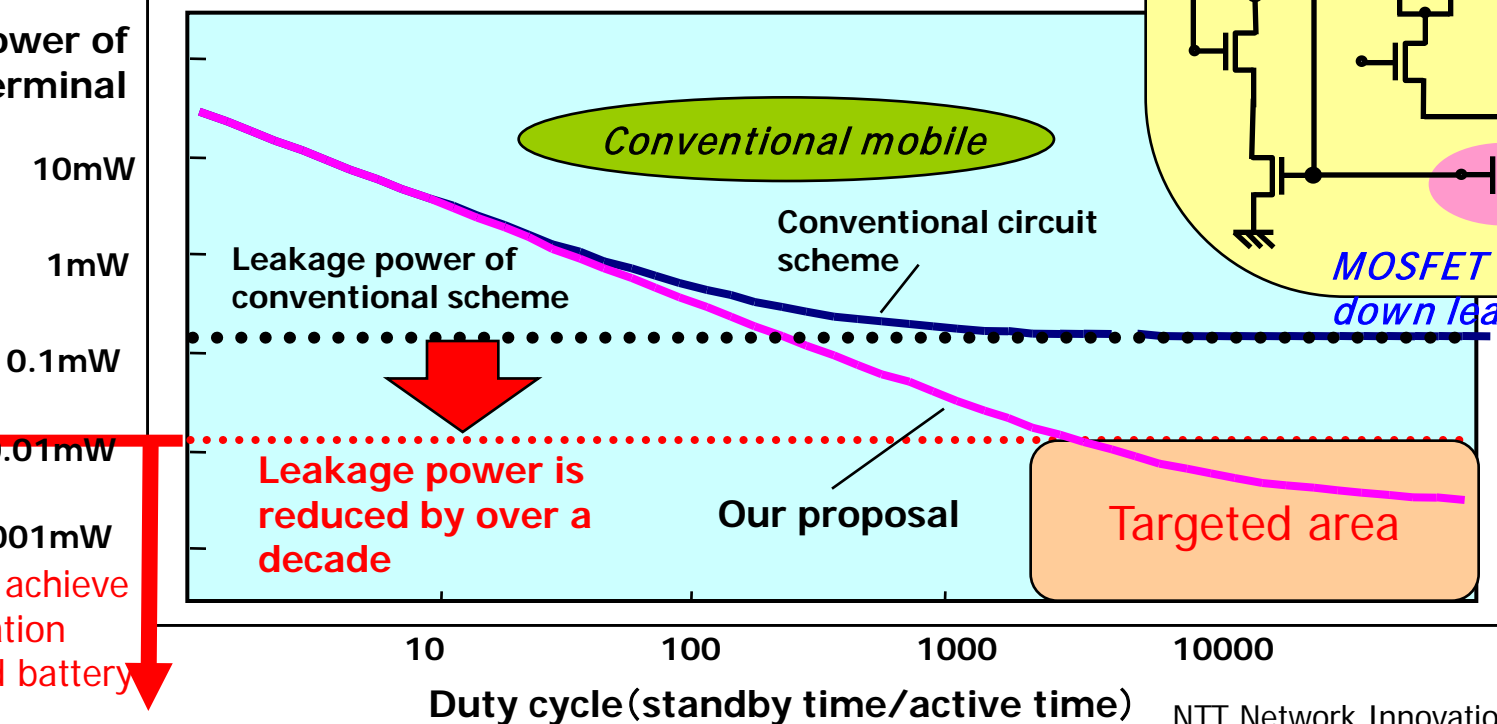 ower of
erminal
10mW
1mW
0.1mW
.01mW
001mW
achieve
ation
d battery
Conventional mobile
Conventional circuit
scheme
Leakage power of
conventional scheme
MOSFET
down lea
Leakage power is
reduced by over a
decade
Our proposal
Targeted area
10
100
1000
10000
Duty cycle(standby time/active time)
NTT Network Innovatio